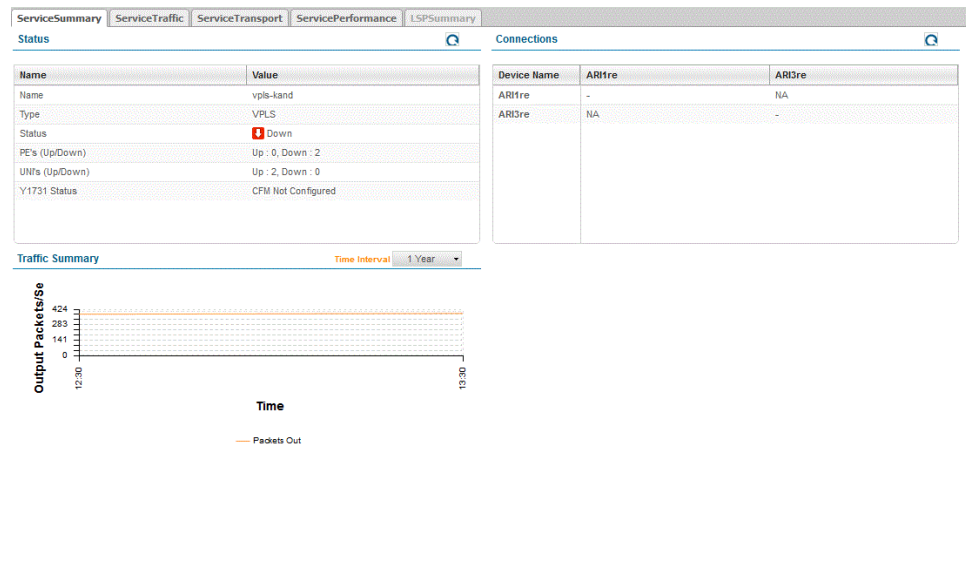 ServiceSummary ServiceTraffic ServiceTransport ServicePerformance LSPSummary
Status
Name Value
Name vpls-kand
Type VPLS
Status Down
PE's (Up/Down) Up : 0, Down : 2
UNI's (Up/Down) Up : 2, Down : 0
Y1731 Status CFM Not Configured
Connections
Device Name ARI1re ARI3re
ARI1re - NA
ARI3re NA -
Traffic Summary Time Interval 1 Year
Output Packets/Se
424
283
141
0
12:30 13:30
Time
Packets Out